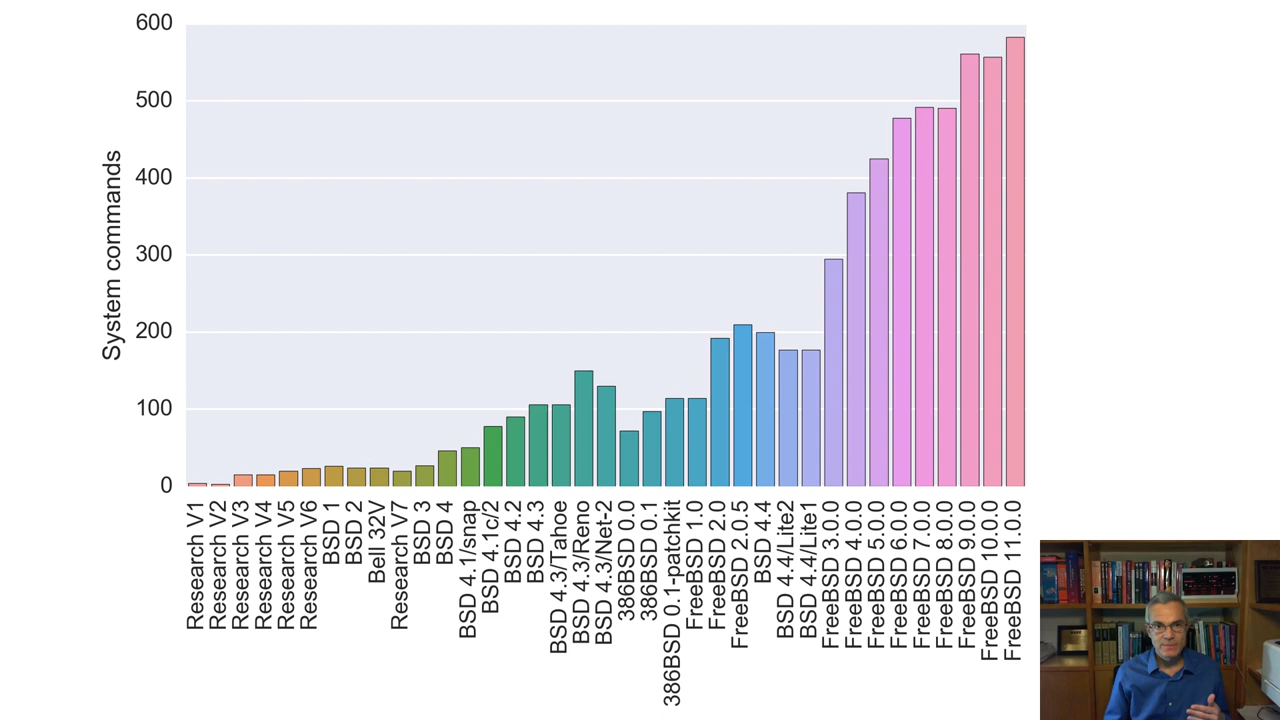 600
500
400
300
200
100
0
System commands
Research V1
Research V2
Research V3
Research V4
Research V5
Research V6
BSD 1
BSD 2
Bell 32V
Research V7
BSD 3
BSD 4
BSD 4.1/snap
BSD 4.1c/2
BSD 4.2
BSD 4.3
BSD 4.3/Tahoe
BSD 4.3/Reno
BSD 4.3/Net-2
386BSD 0.0
386BSD 0.1
386BSD 0.1-patchkit
FreeBSD 1.0
FreeBSD 2.0
FreeBSD 2.0.5
BSD 4.4
BSD 4.4/Lite2
BSD 4.4/Lite1
FreeBSD 3.0.0
FreeBSD 4.0.0
FreeBSD 5.0.0
FreeBSD 6.0.0
FreeBSD 7.0.0
FreeBSD 8.0.0
FreeBSD 9.0.0
FreeBSD 10.0.0
FreeBSD 11.0.0